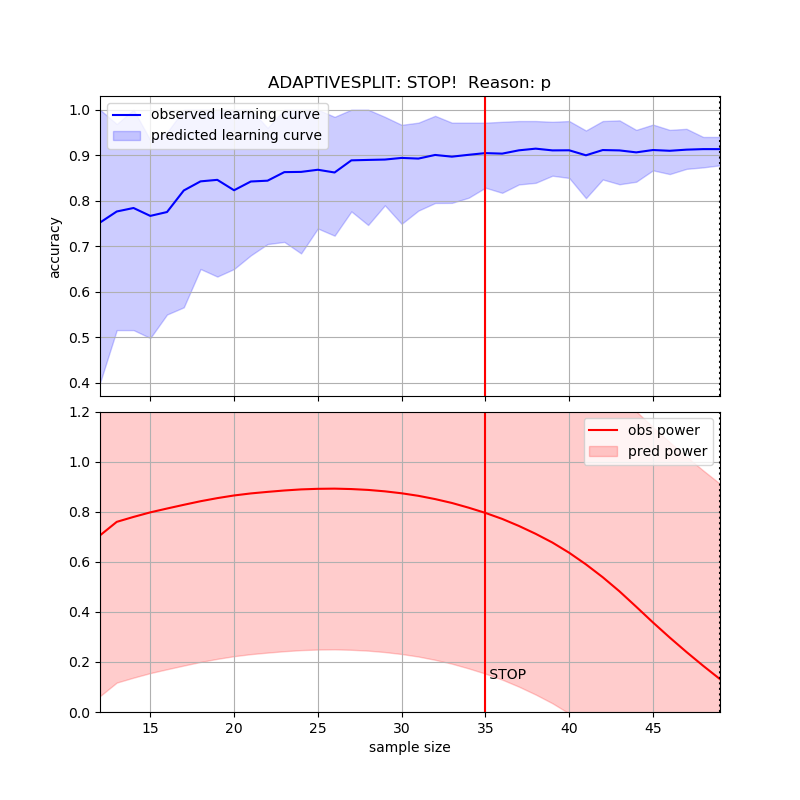 ADAPTIVESPLIT: STOP!  Reason: p
observed learning curve
predicted learning curve
1.0
0.9
0.8
0.7
0.6
0.5
0.4
accuracy
obs power
pred power
1.2
1.0
0.8
0.6
0.4
0.2
0.0
STOP
15 20 25 30 35 40 45
sample size